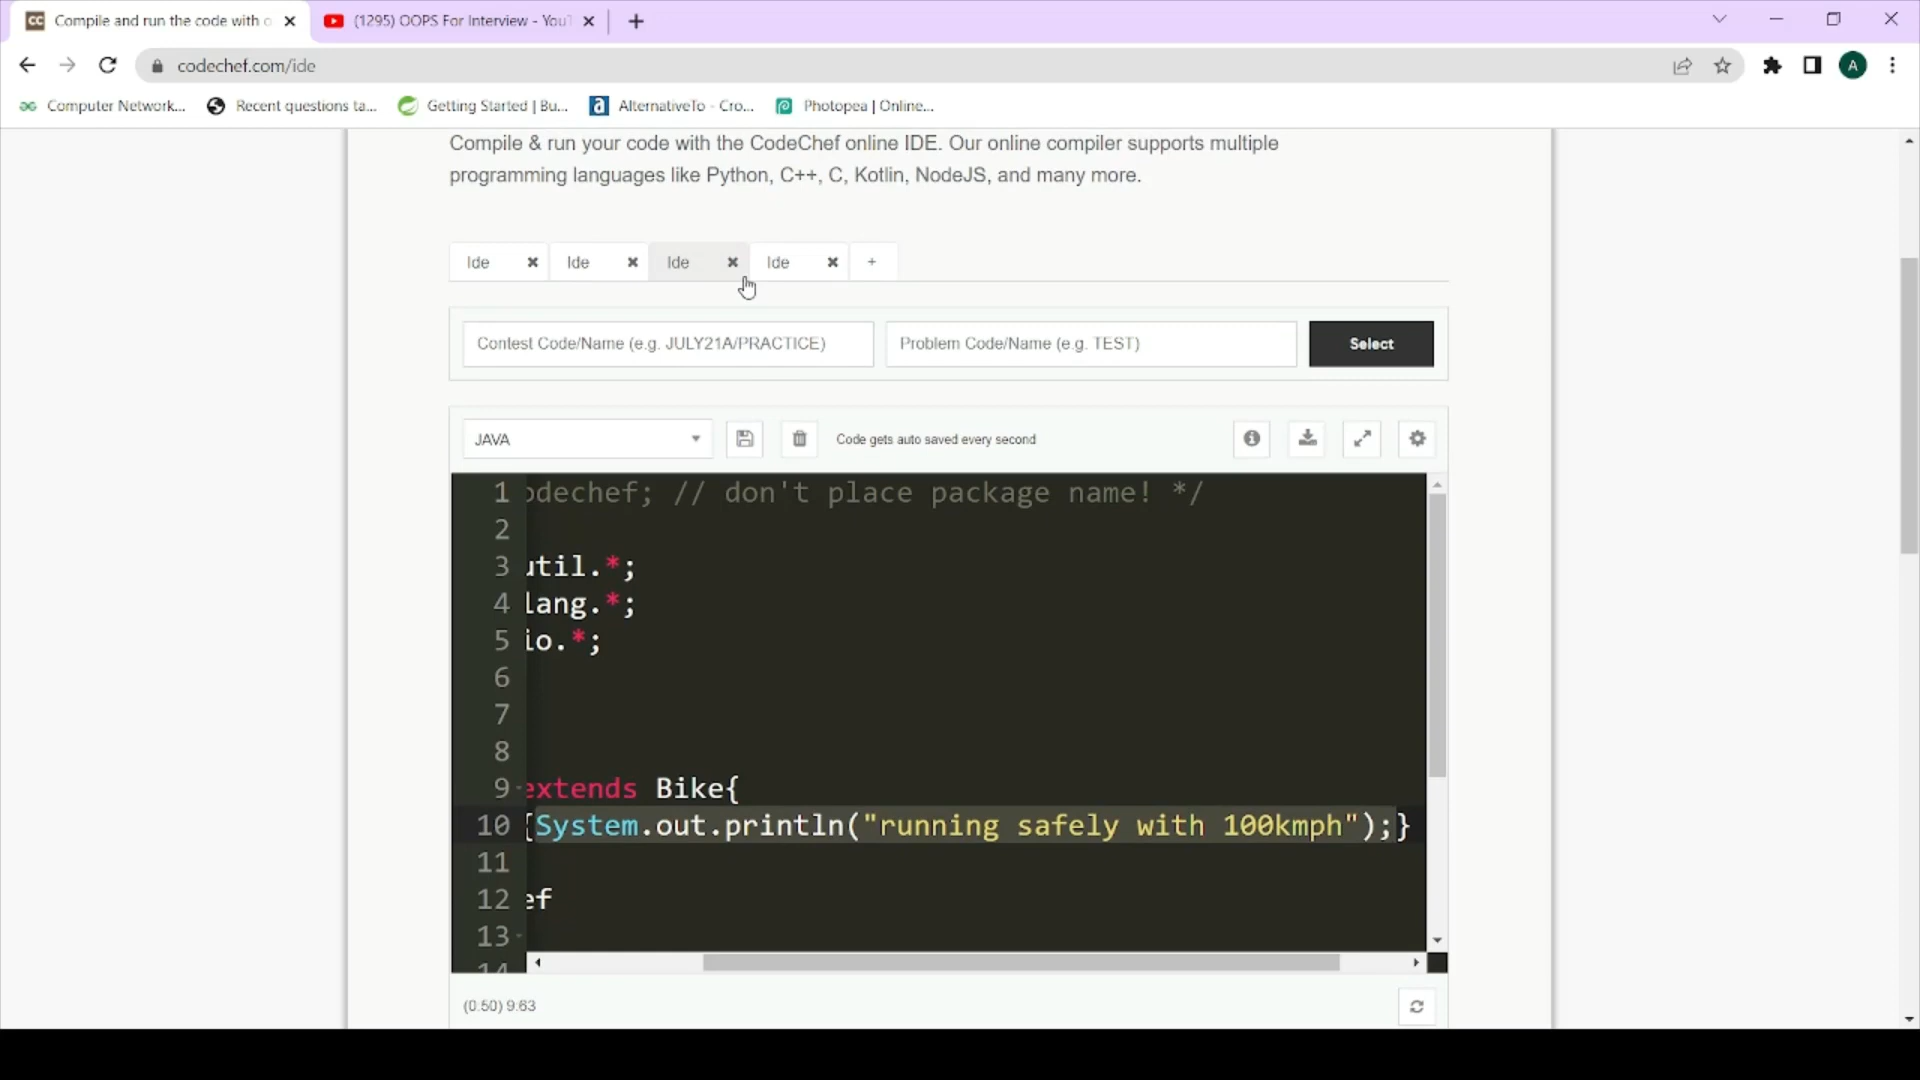 Compile and run the code with o
(1295) OOPS For Interview - YouT
codechef.com/ide
A
Computer Network...
Recent questions ta...
Getting Started | Bu...
AlternativeTo - Cro...
Photopea | Online...
Compile & run your code with the CodeChef online IDE. Our online compiler supports multiple
programming languages like Python, C++, C, Kotlin, NodeJS, and many more.
Ide
Ide
Ide
Ide
+
Contest Code/Name (e.g. JULY21A/PRACTICE)
Problem Code/Name (e.g. TEST)
Select
JAVA
Code gets auto saved every second
1 odechef; // don't place package name! */
2
3 util.*;
4 lang.*;
5 io.*;
6
7
8
9 extends Bike{
10 {System.out.println("running safely with 100kmph");}
11
12 ef
13
14
(0.50) 9.63